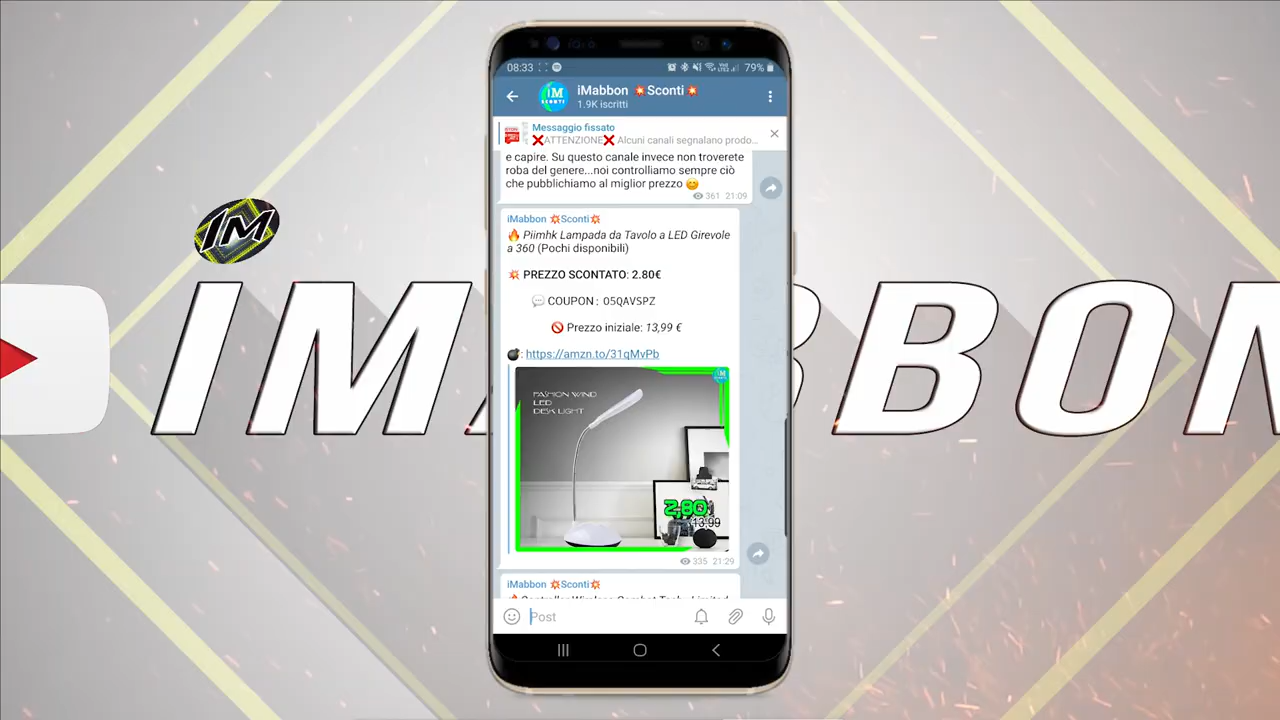 08:33
79%
iMabbon 💥Sconti💥
1.9K iscritti
Messaggio fissato
❌ATTENZIONE❌ Alcuni canali segnalano prodo...
e capire. Su questo canale invece non troverete
roba del genere...noi controlliamo sempre ciò
che pubblichiamo al miglior prezzo 😊
361 21:09
iMabbon 💥Sconti💥
🔥 Piimhk Lampada da Tavolo a LED Girevole
a 360 (Pochi disponibili)
💥 PREZZO SCONTATO: 2.80€
💬 COUPON: O5QAVSPZ
🚫 Prezzo iniziale: 13,99 €
💣: https://amzn.to/31qMvPb
iM
FASHION WIND
LED
DESK LIGHT
2,80
13,99
335 21:29
iMabbon 💥Sconti💥
Post
IM
iM
SCONTI